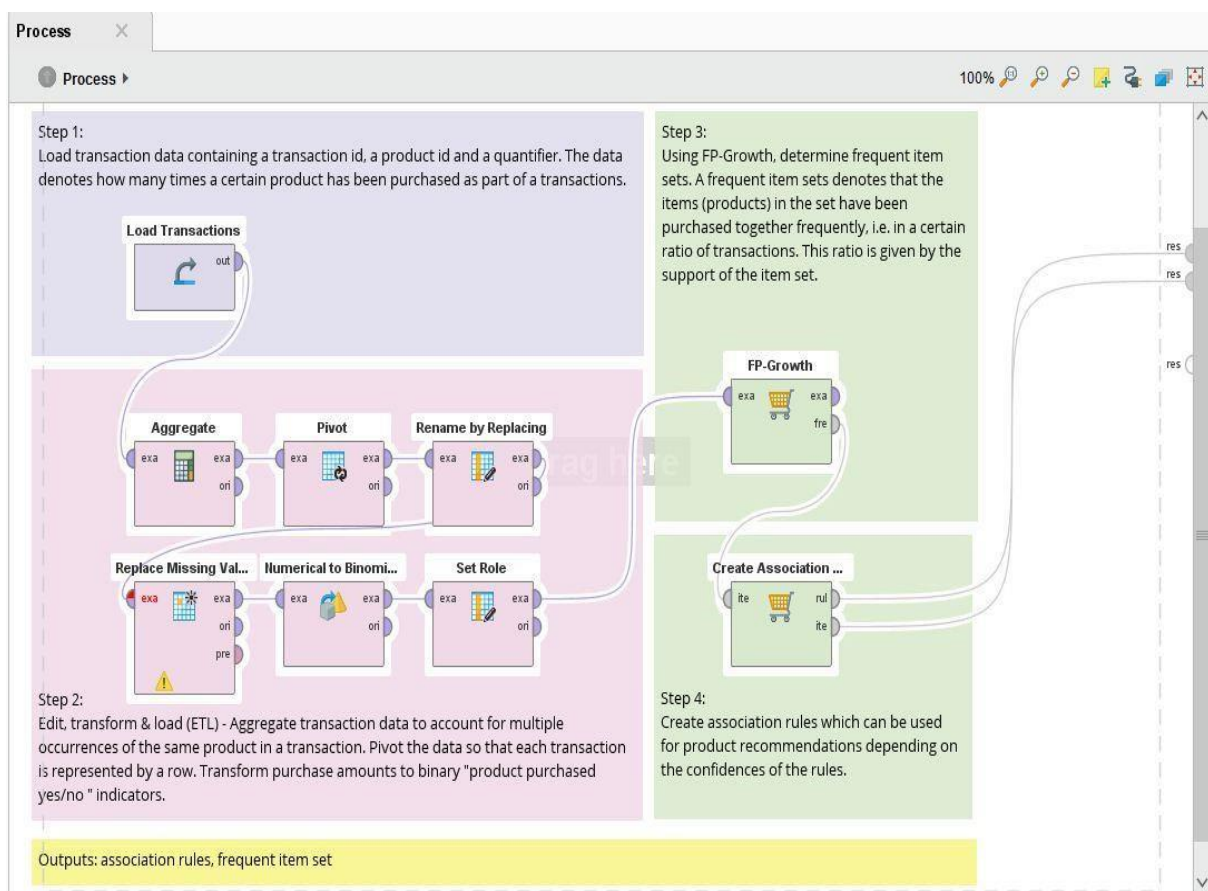 Process
Process
100%
Step 1:
Load transaction data containing a transaction id, a product id and a quantifier. The data
denotes how many times a certain product has been purchased as part of a transactions.
Load Transactions
out
Aggregate
exa
exa
ori
Pivot
exa
exa
ori
Rename by Replacing
exa
exa
ori
Replace Missing Val...
exa
exa
ori
pre
Numerical to Binomi...
exa
exa
ori
Set Role
exa
exa
ori
Step 2:
Edit, transform & load (ETL) - Aggregate transaction data to account for multiple
occurrences of the same product in a transaction. Pivot the data so that each transaction
is represented by a row. Transform purchase amounts to binary "product purchased
yes/no " indicators.
Step 3:
Using FP-Growth, determine frequent item
sets. A frequent item sets denotes that the
items (products) in the set have been
purchased together frequently, i.e. in a certain
ratio of transactions. This ratio is given by the
support of the item set.
FP-Growth
exa
exa
fre
rag here
Create Association ...
ite
rul
ite
Step 4:
Create association rules which can be used
for product recommendations depending on
the confidences of the rules.
res
res
res
Outputs: association rules, frequent item set